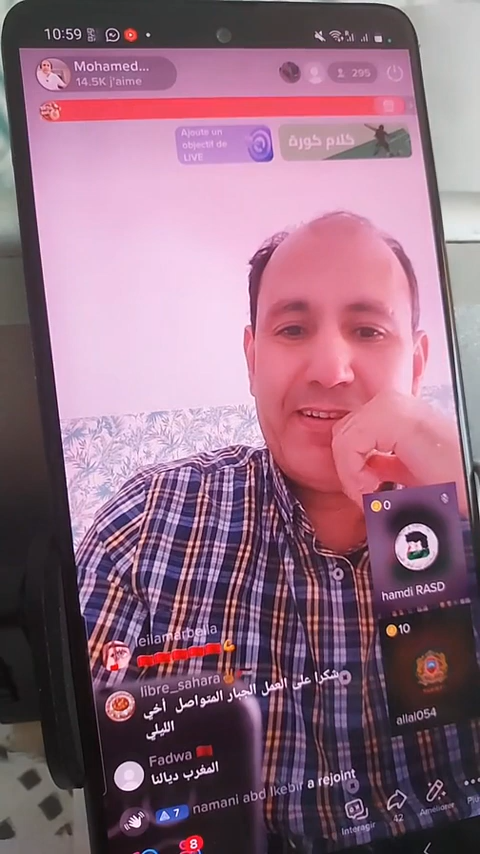 10:59
Mohamed...
14.5K j'aime
295
Ajoute un
objectif de
LIVE
كلام كورة
0
hamdi RASD
10
allal054
leilamarbella
libre_sahara
شكرا على العمل الجبار المتواصل أخي
الليلي
Fadwa
المغرب ديالنا
7 namani abd lkebir a rejoint
8
Interagir
42
Améliorer
Plu